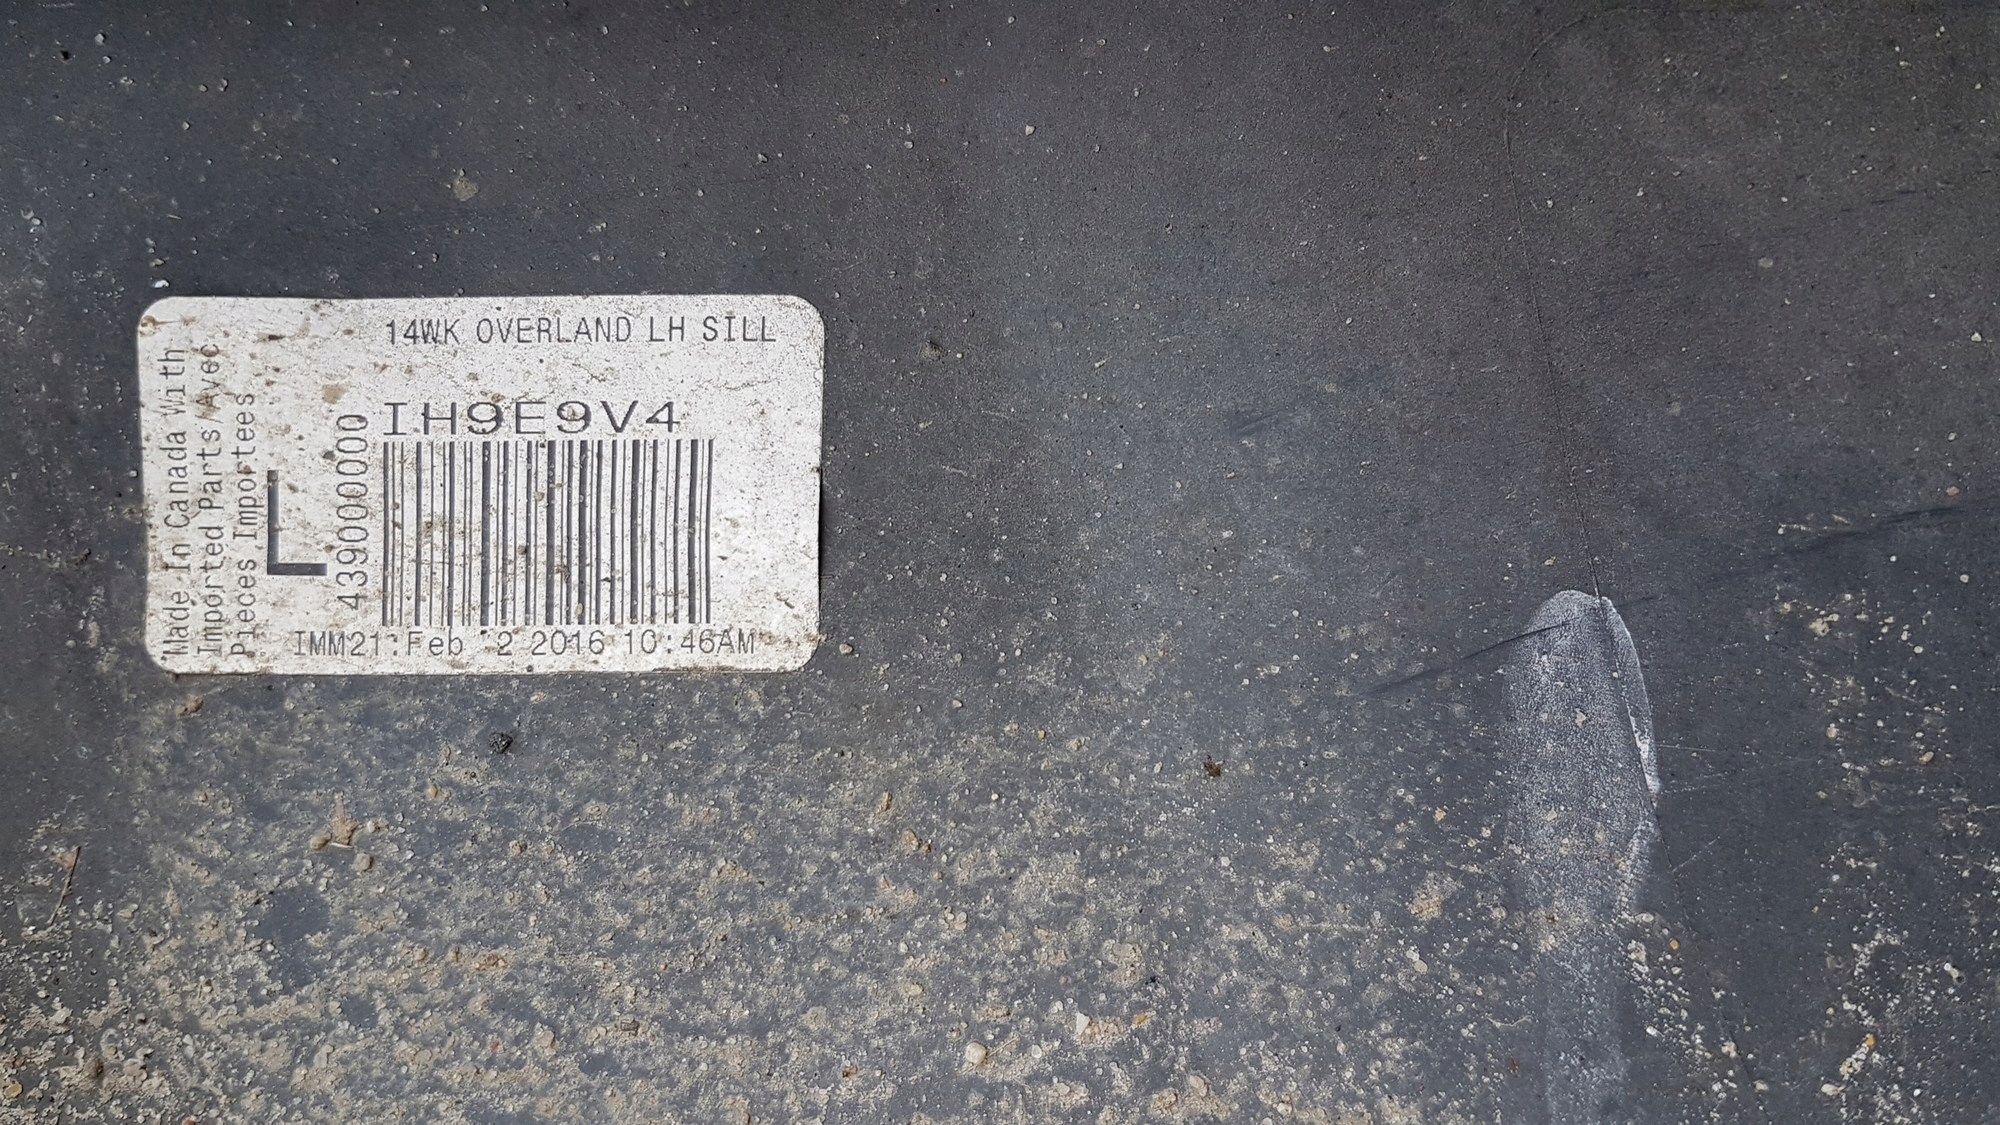 14WK OVERLAND LH SILL
IH9E9V4
Made In Canada With
Imported Parts/Avec
Pieces Importees
L
439000000
IMM21:Feb 2 2016 10:46AM